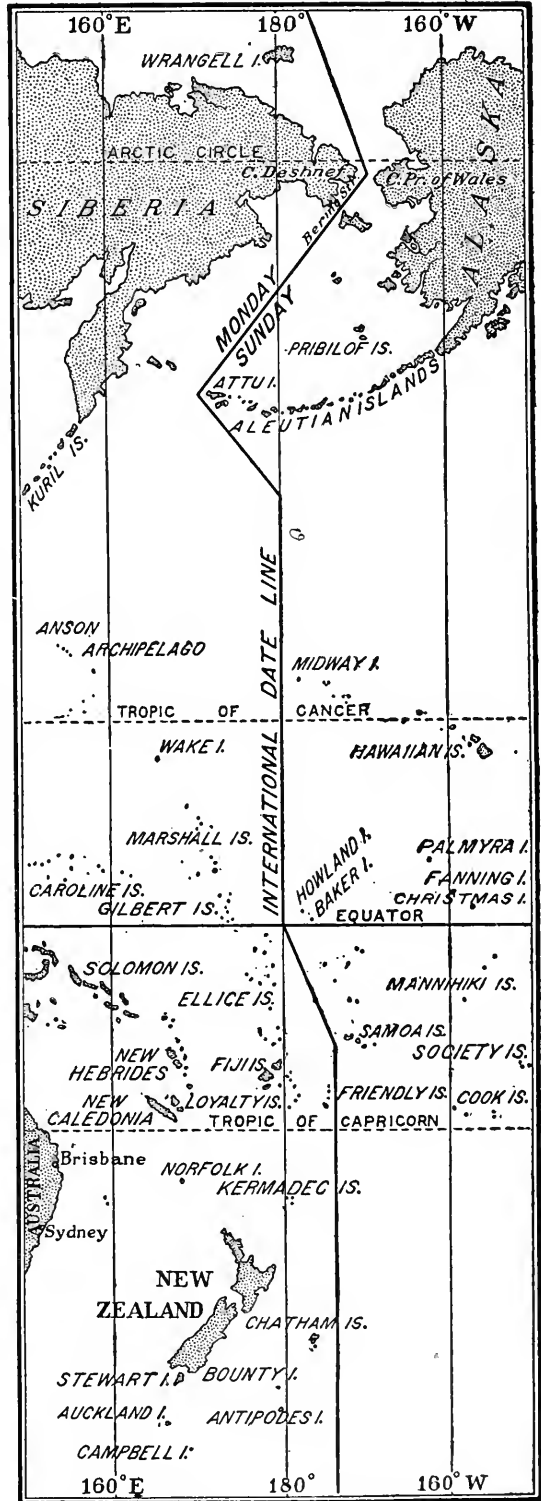 160°E 180° 160°W
WRANGELL I.
ARCTIC CIRCLE
C. Deshnef
C. Pr. of Wales
SIBERIA
ALASKA
Bering St.
MONDAY
SUNDAY
PRIBILOF IS.
ATTU I.
ALEUTIAN ISLANDS
KURIL IS.
INTERNATIONAL DATE LINE
ANSON
ARCHIPELAGO
MIDWAY I.
TROPIC OF CANCER
WAKE I.
HAWAIIAN IS.
MARSHALL IS.
HOWLAND I.
BAKER I.
PALMYRA I.
CAROLINE IS.
FANNING I.
GILBERT IS.
CHRISTMAS I.
EQUATOR
SOLOMON IS.
ELLICE IS.
MANNIHIKI IS.
SAMOA IS.
NEW
HEBRIDES
FIJI IS.
SOCIETY IS.
NEW
CALEDONIA
LOYALTY IS.
FRIENDLY IS.
COOK IS.
TROPIC OF CAPRICORN
AUSTRALIA
Brisbane
NORFOLK I.
KERMADEC IS.
Sydney
NEW
ZEALAND
CHATHAM IS.
STEWART I.
BOUNTY I.
AUCKLAND I.
ANTIPODES I.
CAMPBELL I.
160°E 180° 160°W